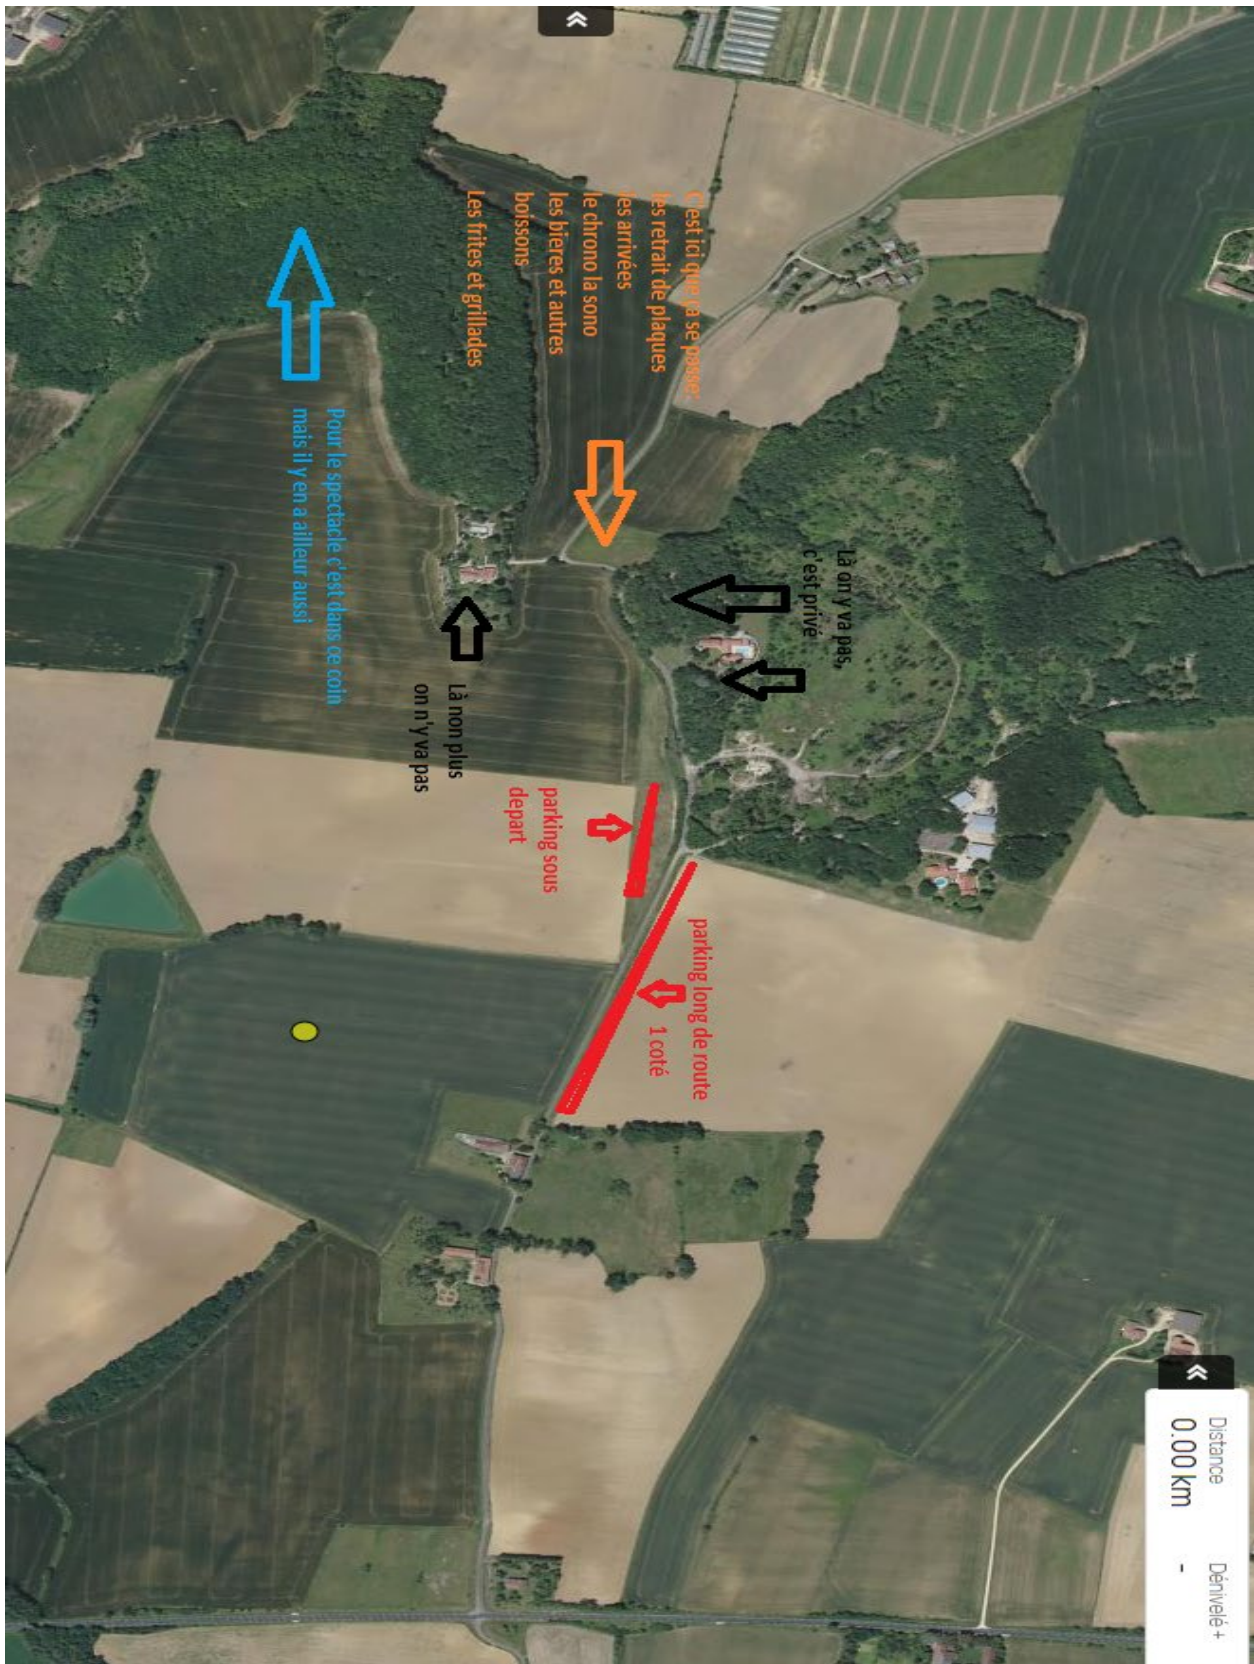 C'est ici que ça se passe:
les retrait de plaques
les arrivées
le chrono la sono
les bieres et autres
boissons
Les frites et grillades
Là on y va pas,
c'est privé
Pour le spectacle c'est dans ce coin
mais il y en a ailleur aussi
Là non plus
on n'y va pas
parking sous
depart
parking long de route
1 coté
Distance
0.00 km
Dénivelé +
-